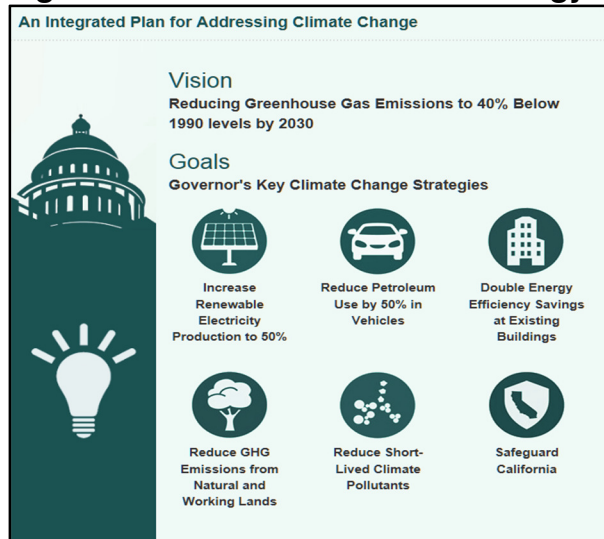 An Integrated Plan for Addressing Climate Change
Vision
Reducing Greenhouse Gas Emissions to 40% Below
1990 levels by 2030
Goals
Governor's Key Climate Change Strategies
Increase
Renewable
Electricity
Production to 50%
Reduce Petroleum
Use by 50% in
Vehicles
Double Energy
Efficiency Savings
at Existing
Buildings
Reduce GHG
Emissions from
Natural and
Working Lands
Reduce Short-
Lived Climate
Pollutants
Safeguard
California